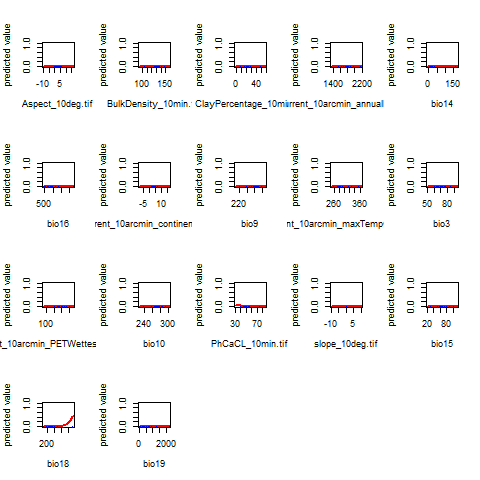 predicted value predicted value predicted value predicted value predicted value
0.0 1.0 0.0 1.0 0.0 1.0 0.0 1.0 0.0 1.0
-10 5 100 150 0 40 1400 2200 0 150
Aspect_10deg.tif BulkDensity_10min. ClayPercentage_10mi rrent_10arcmin_annual bio14
predicted value predicted value predicted value predicted value predicted value
0.0 1.0 0.0 1.0 0.0 1.0 0.0 1.0 0.0 1.0
500 -5 10 220 260 360 50 80
bio16 rrent_10arcmin_continen bio9 nt_10arcmin_maxTemp bio3
predicted value predicted value predicted value predicted value predicted value
0.0 1.0 0.0 1.0 0.0 1.0 0.0 1.0 0.0 1.0
100 240 300 30 70 -10 5 20 80
t_10arcmin_PETWettes bio10 PhCaCL_10min.tif slope_10deg.tif bio15
predicted value predicted value
0.0 1.0 0.0 1.0
200 0 2000
bio18 bio19